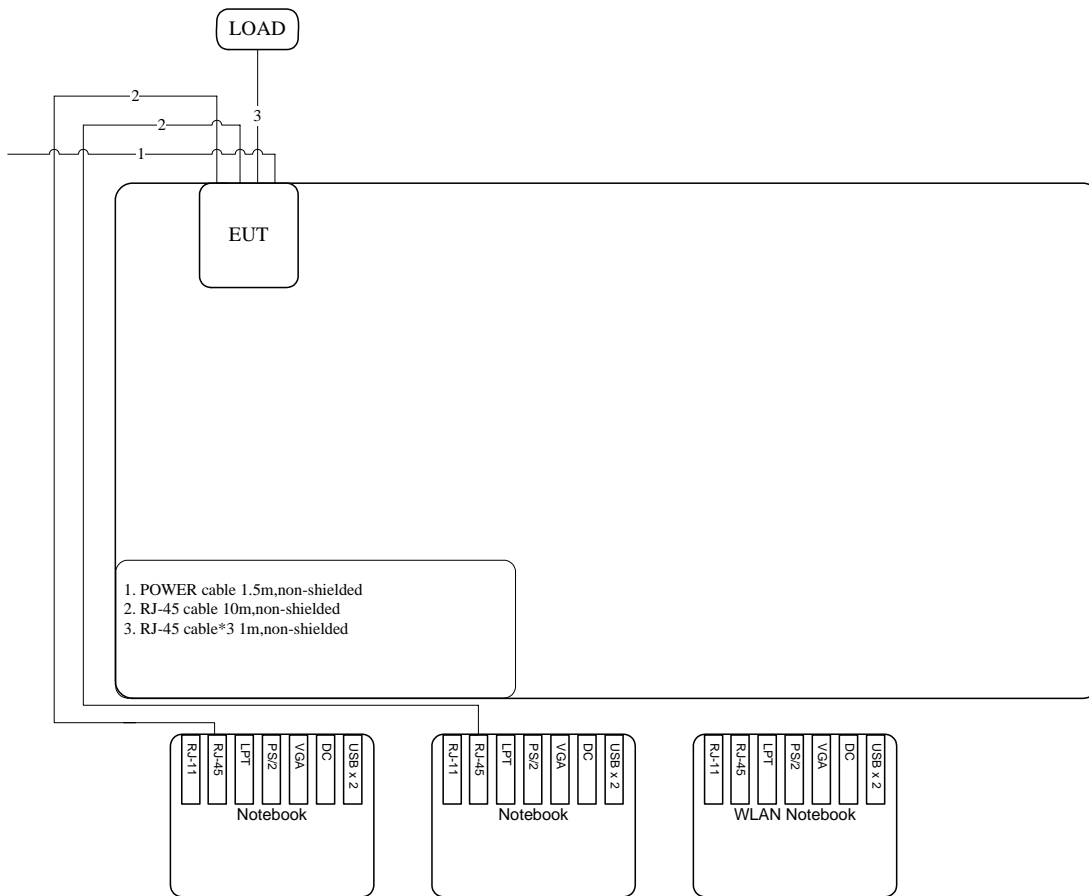 LOAD
2
2
3
1
EUT
1. POWER cable 1.5m,non-shielded
2. RJ-45 cable 10m,non-shielded
3. RJ-45 cable*3 1m,non-shielded
RJ-11
RJ-45
LPT
PS/2
VGA
DC
USB x 2
Notebook
RJ-11
RJ-45
LPT
PS/2
VGA
DC
USB x 2
Notebook
RJ-11
RJ-45
LPT
PS/2
VGA
DC
USB x 2
WLAN Notebook